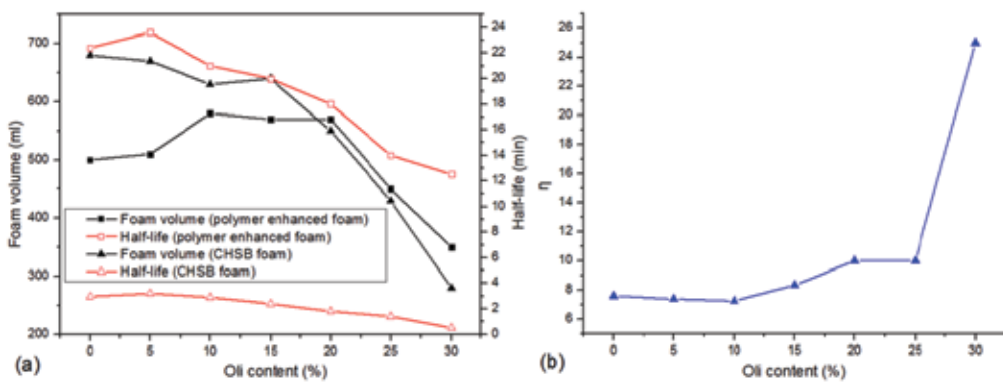 700
600
500
400
300
200
Foam volume (ml)
Foam volume (polymer enhanced foam)
Half-life (polymer enhanced foam)
Foam volume (CHSB foam)
Half-life (CHSB foam)
24
22
20
18
16
14
12
10
8
6
4
2
0
Half-life (min)
0 5 10 15 20 25 30
Oli content (%)
(a)
26
24
22
20
18
16
14
12
10
8
6
η
0 5 10 15 20 25 30
Oli content (%)
(b)